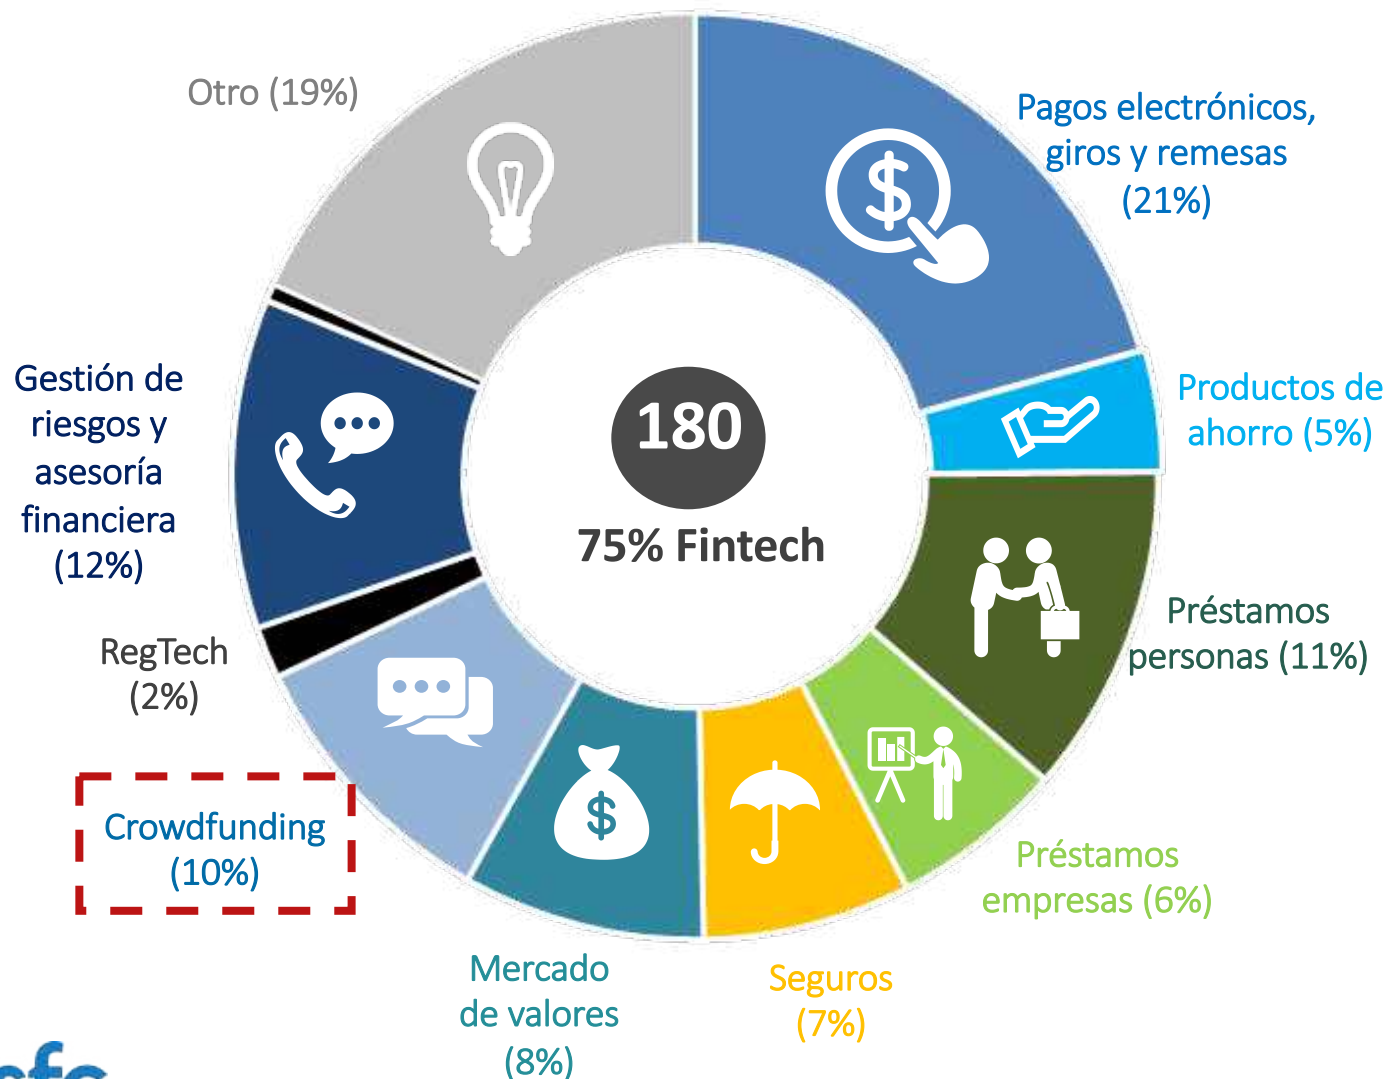 Otro (19%)
Pagos electrónicos,
giros y remesas
(21%)
Productos de
ahorro (5%)
Préstamos
personas (11%)
Préstamos
empresas (6%)
Seguros
(7%)
Mercado
de valores
(8%)
Crowdfunding
(10%)
RegTech
(2%)
Gestión de
riesgos y
asesoría
financiera
(12%)
180
75% Fintech
$
$